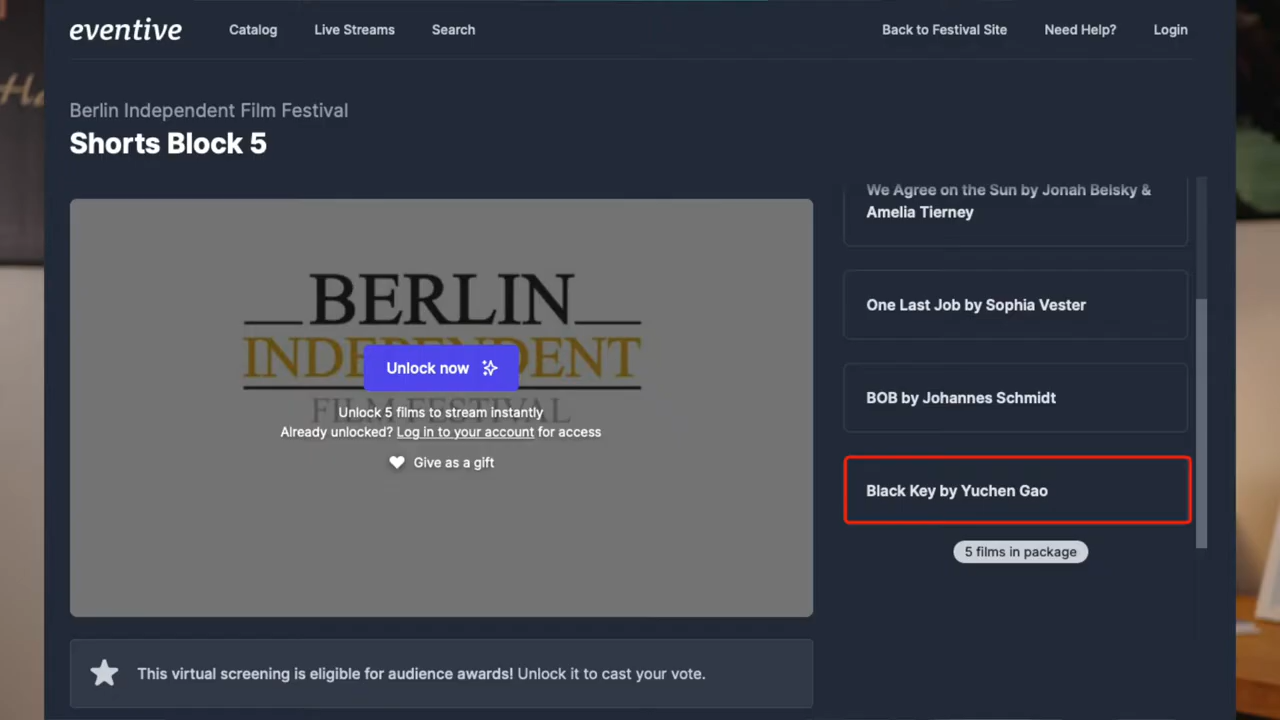 eventive
Catalog
Live Streams
Search
Back to Festival Site
Need Help?
Login
Berlin Independent Film Festival
Shorts Block 5
BERLIN
INDEPENDENT
FILM FESTIVAL
Unlock now
Unlock 5 films to stream instantly
Already unlocked? Log in to your account for access
Give as a gift
We Agree on the Sun by Jonah Belsky &
Amelia Tierney
One Last Job by Sophia Vester
BOB by Johannes Schmidt
Black Key by Yuchen Gao
5 films in package
This virtual screening is eligible for audience awards! Unlock it to cast your vote.